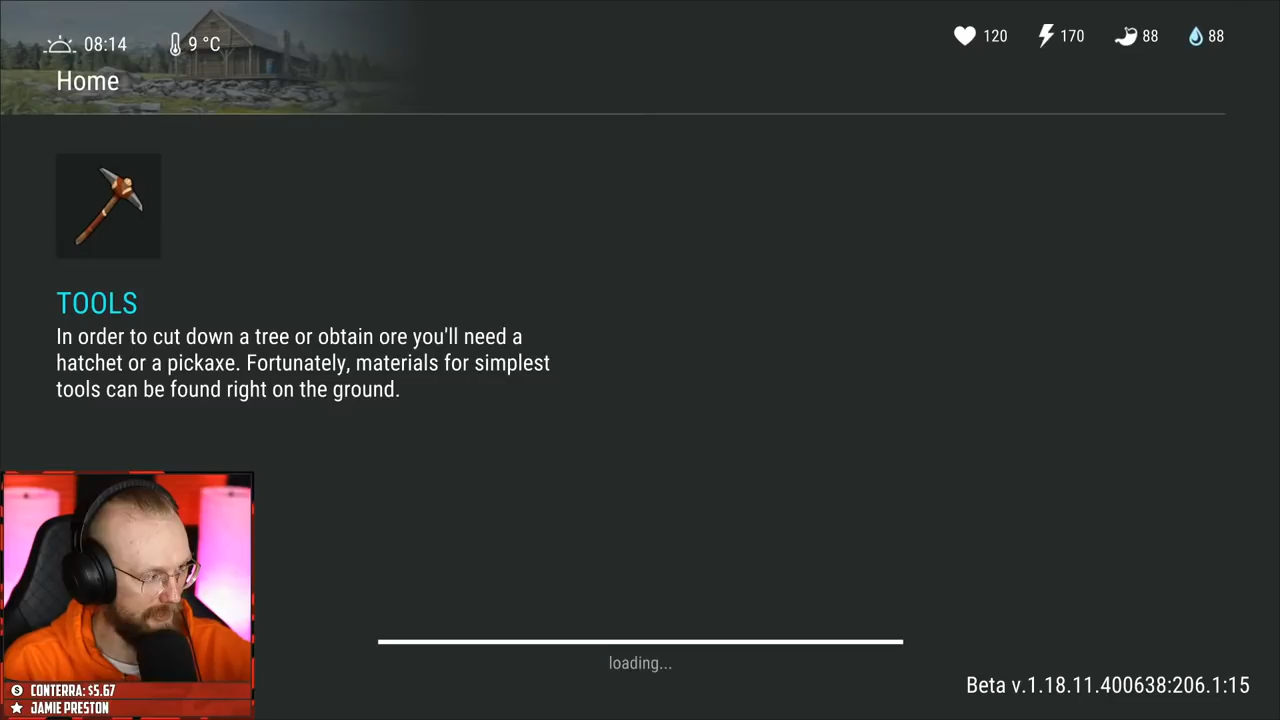 08:14
9 °C
120
170
88
88
Home
TOOLS
In order to cut down a tree or obtain ore you'll need a
hatchet or a pickaxe. Fortunately, materials for simplest
tools can be found right on the ground.
loading...
Beta v.1.18.11.400638:206.1:15
CONTERRA: $5.67
JAMIE PRESTON